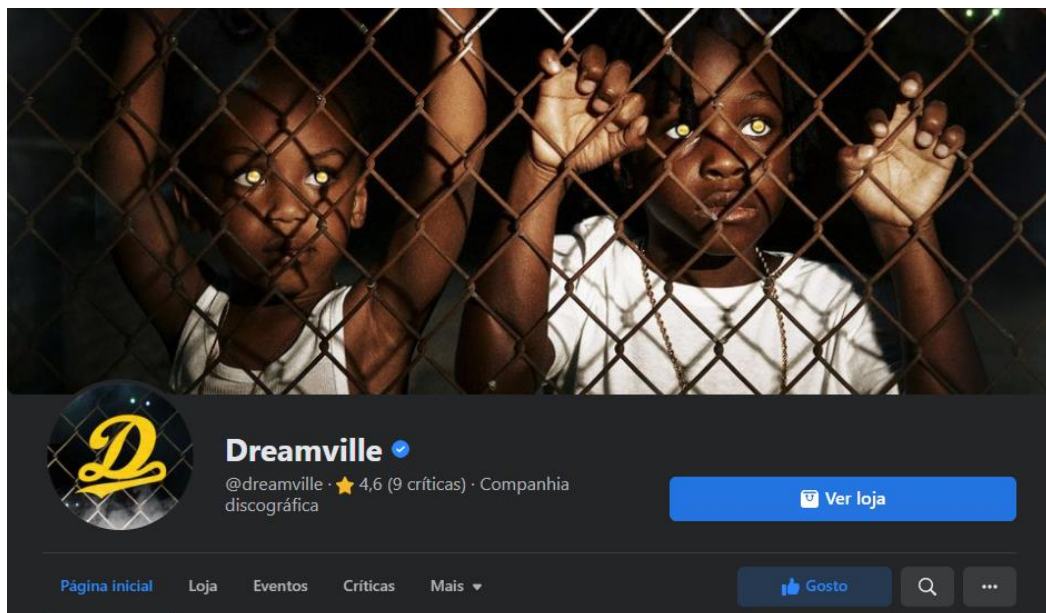 D
Dreamville
@dreamville · 4,6 (9 críticas) · Companhia
discográfica
Ver loja
Página inicial Loja Eventos Críticas Mais Gosto